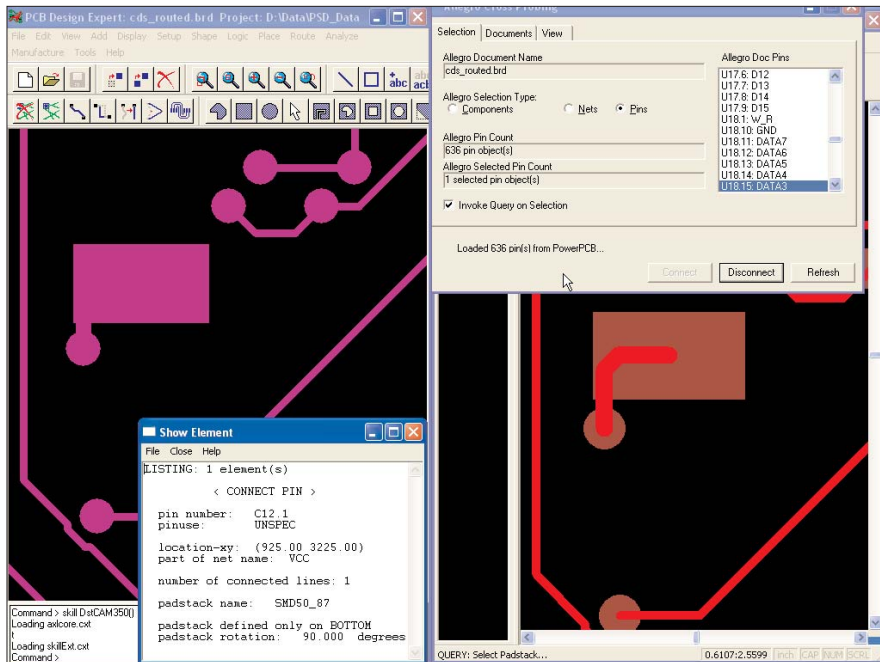 PCB Design Expert: cds_routed.brd Project: D:\Data\PSD_Data
File Edit View Add Display Setup Shape Logic Place Route Analyze
Manufacture Tools Help
+abc
Allegro Cross Probing
Selection Documents View
Allegro Document Name
cds_routed.brd
Allegro Selection Type:
Components Nets Pins
Allegro Pin Count
636 pin object(s)
Allegro Selected Pin Count
1 selected pin object(s)
Invoke Query on Selection
Allegro Doc Pins
U17.6: D12
U17.7: D13
U17.8: D14
U17.9: D15
U18.1: W_R
U18.10: GND
U18.11: DATA7
U18.12: DATA6
U18.13: DATA5
U18.14: DATA4
U18.15: DATA3
Loaded 636 pin(s) from PowerPCB...
Connect Disconnect Refresh
Show Element
File Close Help
LISTING: 1 element(s)
< CONNECT PIN >
pin number: C12.1
pinuse: UNSPEC
location-xy: (925.00 3225.00)
part of net name: VCC
number of connected lines: 1
padstack name: SMD50_87
padstack defined only on BOTTOM
padstack rotation: 90.000 degrees
Command > skill DstCAM350()
Loading axlcore.cxt
t
Loading skillExt.cxt
Command >
QUERY: Select Padstack... 0.6107:2.5599 Inch CAP NUM SCRL